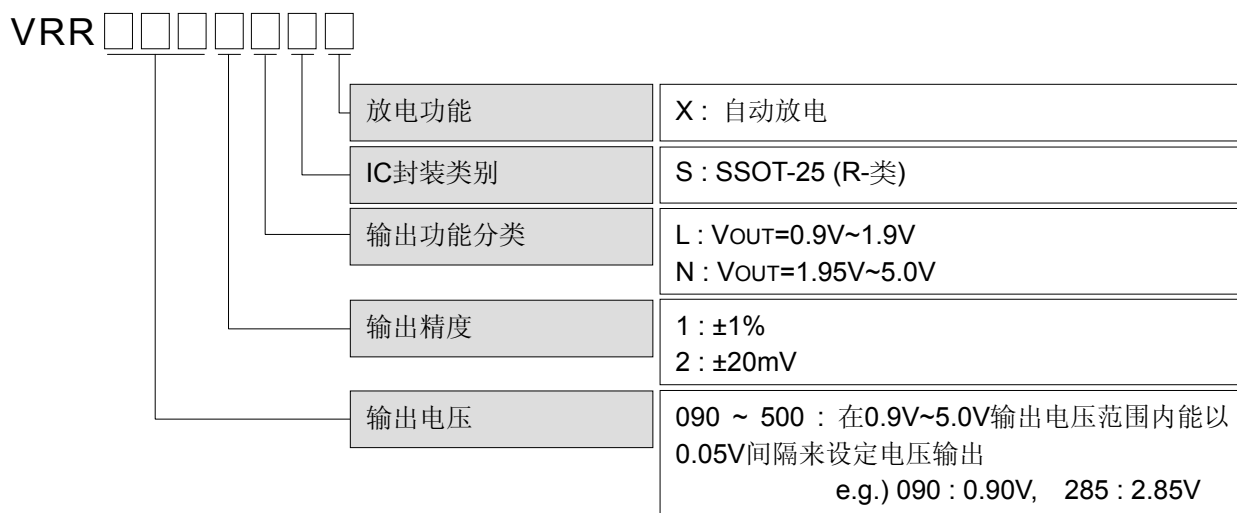 VRR□□□□□□□
放电功能
X : 自动放电
IC封装类别
S : SSOT-25 (R-类)
输出功能分类
L : VOUT=0.9V~1.9V
N : VOUT=1.95V~5.0V
输出精度
1 : ±1%
2 : ±20mV
输出电压
090 ~ 500 : 在0.9V~5.0V输出电压范围内能以
0.05V间隔来设定电压输出
e.g.) 090 : 0.90V, 285 : 2.85V